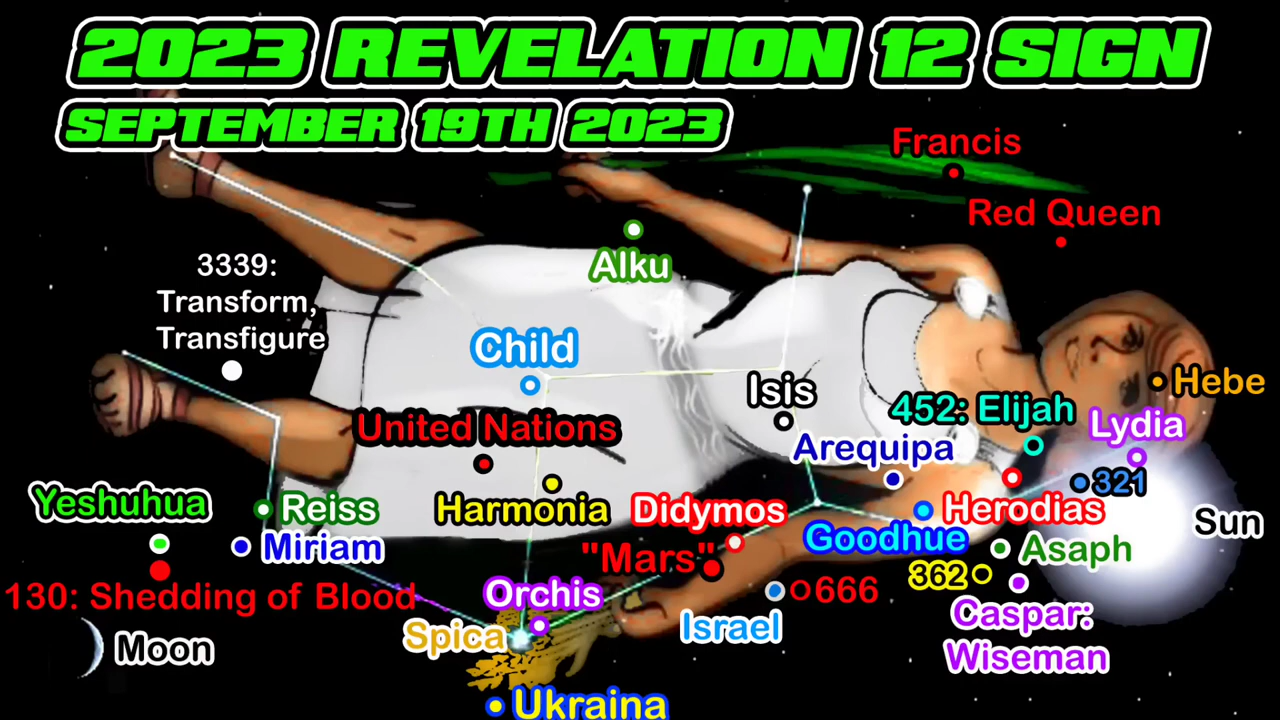 2023 REVELATION 12 SIGN
SEPTEMBER 19TH 2023
Francis
Red Queen
Alku
3339:
Transform,
Transfigure
Child
Isis
Hebe
452: Elijah
Lydia
United Nations
Arequipa
321
Yeshuhua
Reiss
Harmonia
Didymos
Herodias
Sun
Miriam
"Mars"
Goodhue
Asaph
362
130: Shedding of Blood
Orchis
666
Spica
Israel
Caspar:
Wiseman
Moon
Ukraina